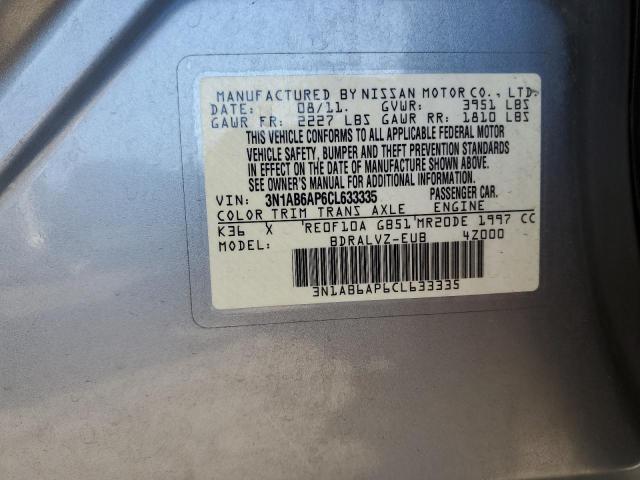 MANUFACTURED BY NISSAN MOTOR CO., LTD.
DATE: 08/11. GVWR: 3951 LBS
GAWR FR: 2227 LBS GAWR RR: 1810 LBS
THIS VEHICLE CONFORMS TO ALL APPLICABLE FEDERAL MOTOR
VEHICLE SAFETY, BUMPER AND THEFT PREVENTION STANDARDS
IN EFFECT ON THE DATE OF MANUFACTURE SHOWN ABOVE.
SEE OWNER'S MANUAL FOR ADDITIONAL INFORMATION.
VIN: 3N1AB6AP6CL633335 PASSENGER CAR.
COLOR TRIM TRANS AXLE ENGINE
K36 X 'RE0F10A GB51'MR20DE 1997 CC
MODEL: BDRALVZ-EUB 4Z000
3N1AB6AP6CL633335